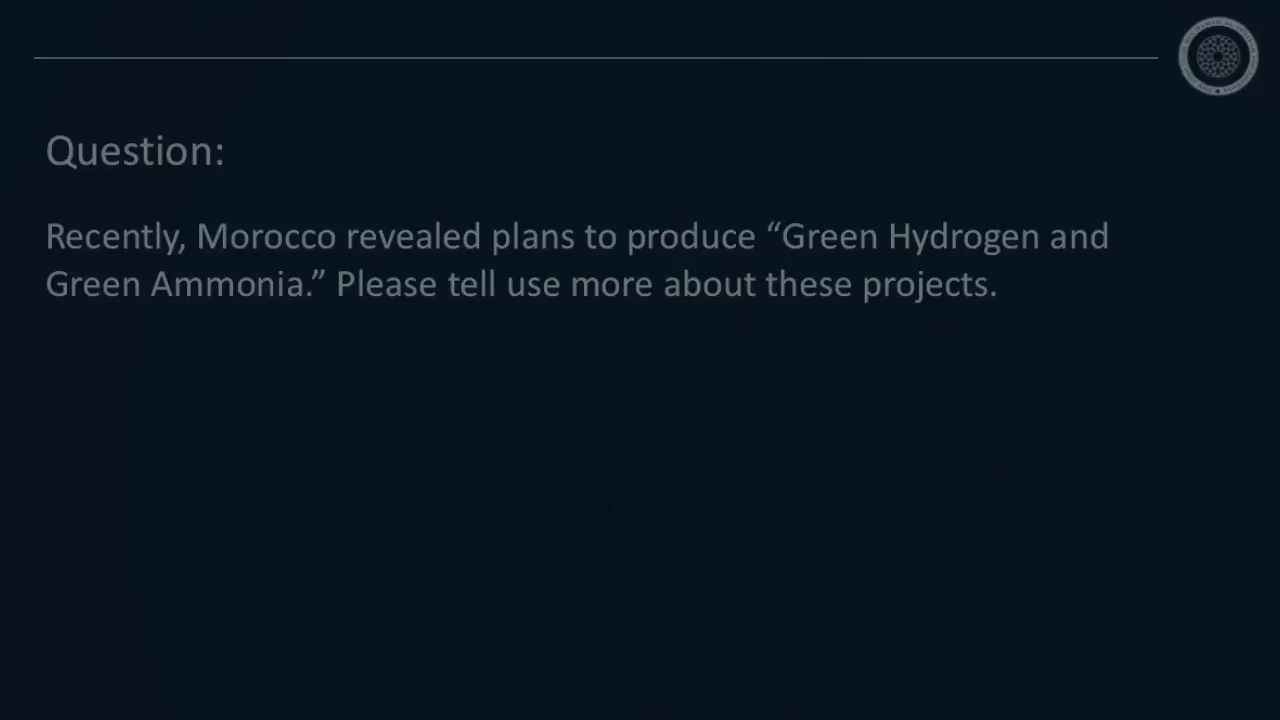 Question:
Recently, Morocco revealed plans to produce “Green Hydrogen and
Green Ammonia.” Please tell use more about these projects.